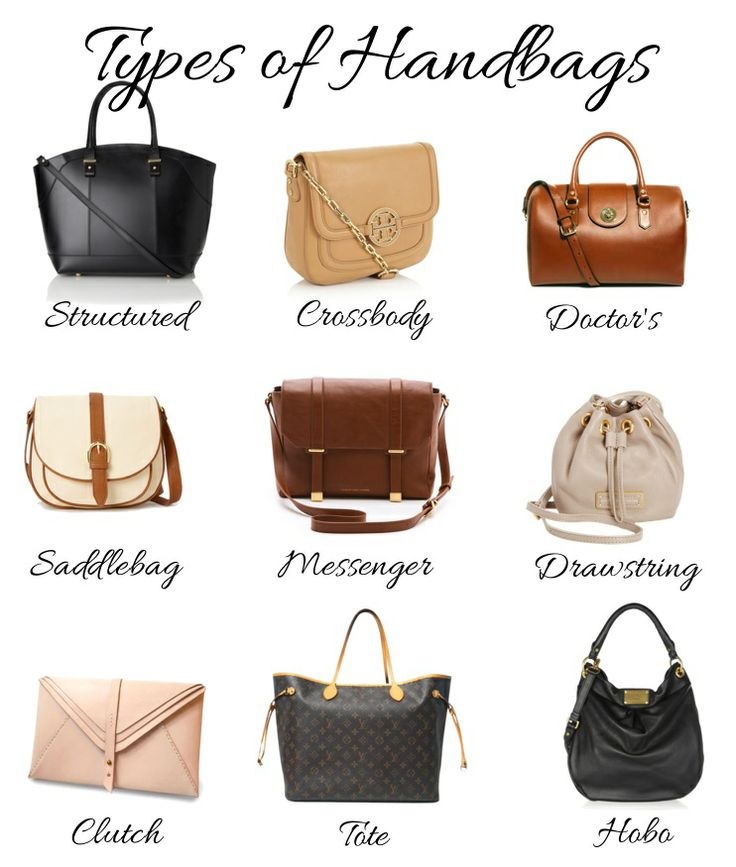 Types of Handbags
Structured
Crossbody
Doctor's
Saddlebag
Messenger
Drawstring
Clutch
Tote
Hobo